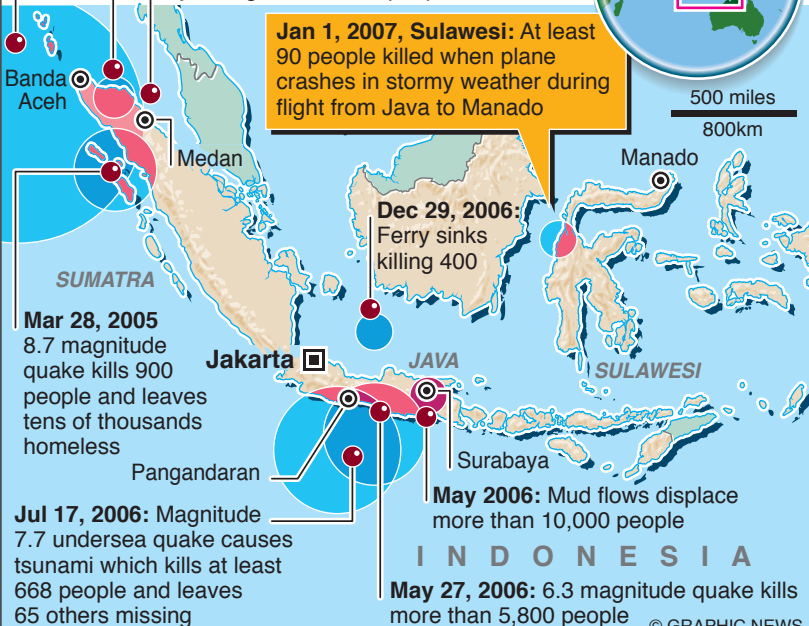 Jan 1, 2007, Sulawesi: At least
90 people killed when plane
crashes in stormy weather during
flight from Java to Manado
500 miles
800km
Banda
Aceh
Medan
Manado
Dec 29, 2006:
Ferry sinks
killing 400
SUMATRA
Mar 28, 2005
8.7 magnitude
quake kills 900
people and leaves
tens of thousands
homeless
Jakarta
JAVA
SULAWESI
Pangandaran
Surabaya
May 2006: Mud flows displace
more than 10,000 people
Jul 17, 2006: Magnitude
7.7 undersea quake causes
tsunami which kills at least
668 people and leaves
65 others missing
INDONESIA
May 27, 2006: 6.3 magnitude quake kills
more than 5,800 people
© GRAPHIC NEWS